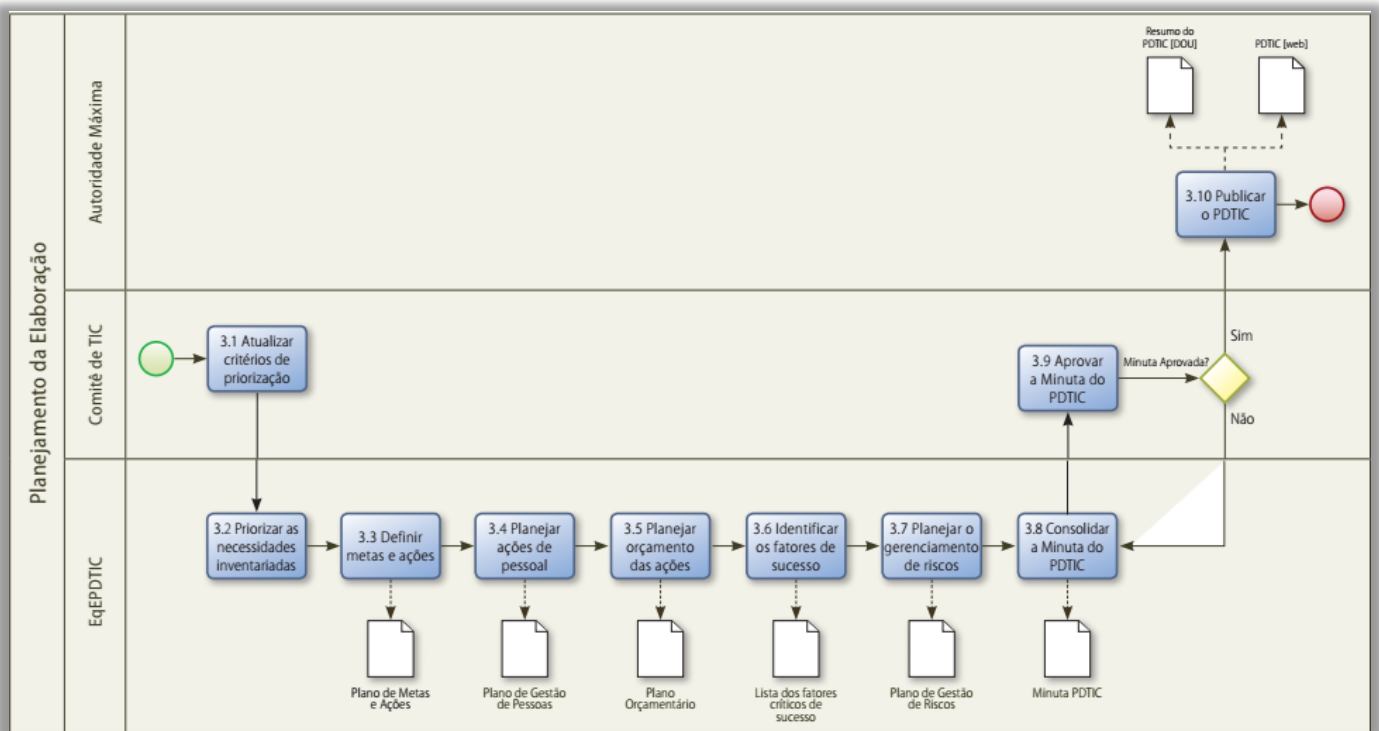 Planejamento da Elaboração
Autoridade Máxima
Resumo do
PDTIC [DOU]
PDTIC [web]
3.10 Publicar
o PDTIC
Comitê de TIC
3.1 Atualizar
critérios de
priorização
3.9 Aprovar
a Minuta do
PDTIC
Minuta Aprovada?
Sim
Não
EqEPDTIC
3.2 Priorizar as
necessidades
inventariadas
3.3 Definir
metas e ações
3.4 Planejar
ações de
pessoal
3.5 Planejar
orçamento
das ações
3.6 Identificar
os fatores de
sucesso
3.7 Planejar o
gerenciamento
de riscos
3.8 Consolidar
a Minuta do
PDTIC
Plano de Metas
e Ações
Plano de Gestão
de Pessoas
Plano
Orçamentário
Lista dos fatores
críticos de
sucesso
Plano de Gestão
de Riscos
Minuta PDTIC